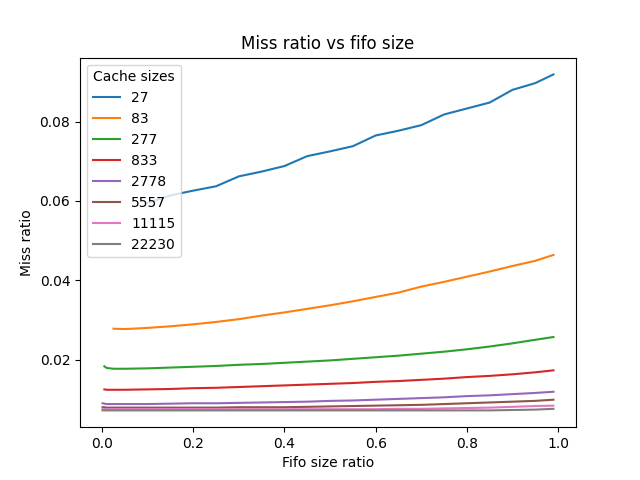 Miss ratio vs fifo size
Cache sizes
27
83
277
833
2778
5557
11115
22230
0.08
0.06
0.04
0.02
Miss ratio
0.0 0.2 0.4 0.6 0.8 1.0
Fifo size ratio